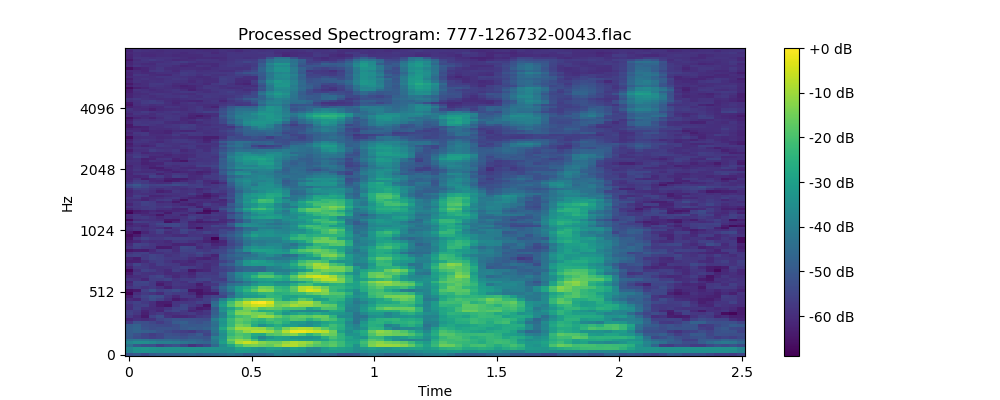 Processed Spectrogram: 777-126732-0043.flac
+0 dB
-10 dB
-20 dB
-30 dB
-40 dB
-50 dB
-60 dB
Hz
4096
2048
1024
512
0
0
0.5
1
1.5
2
2.5
Time